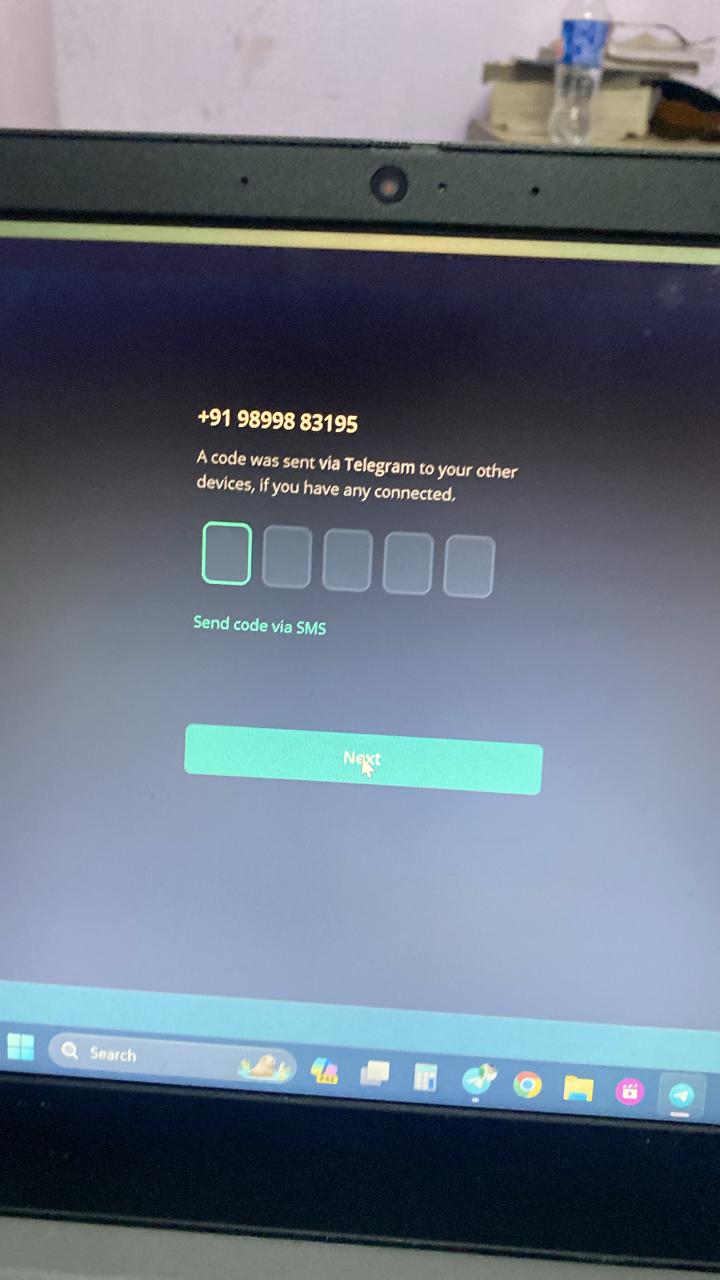 +91 98998 83195
A code was sent via Telegram to your other
devices, if you have any connected.
Send code via SMS
Next
Search
PRE